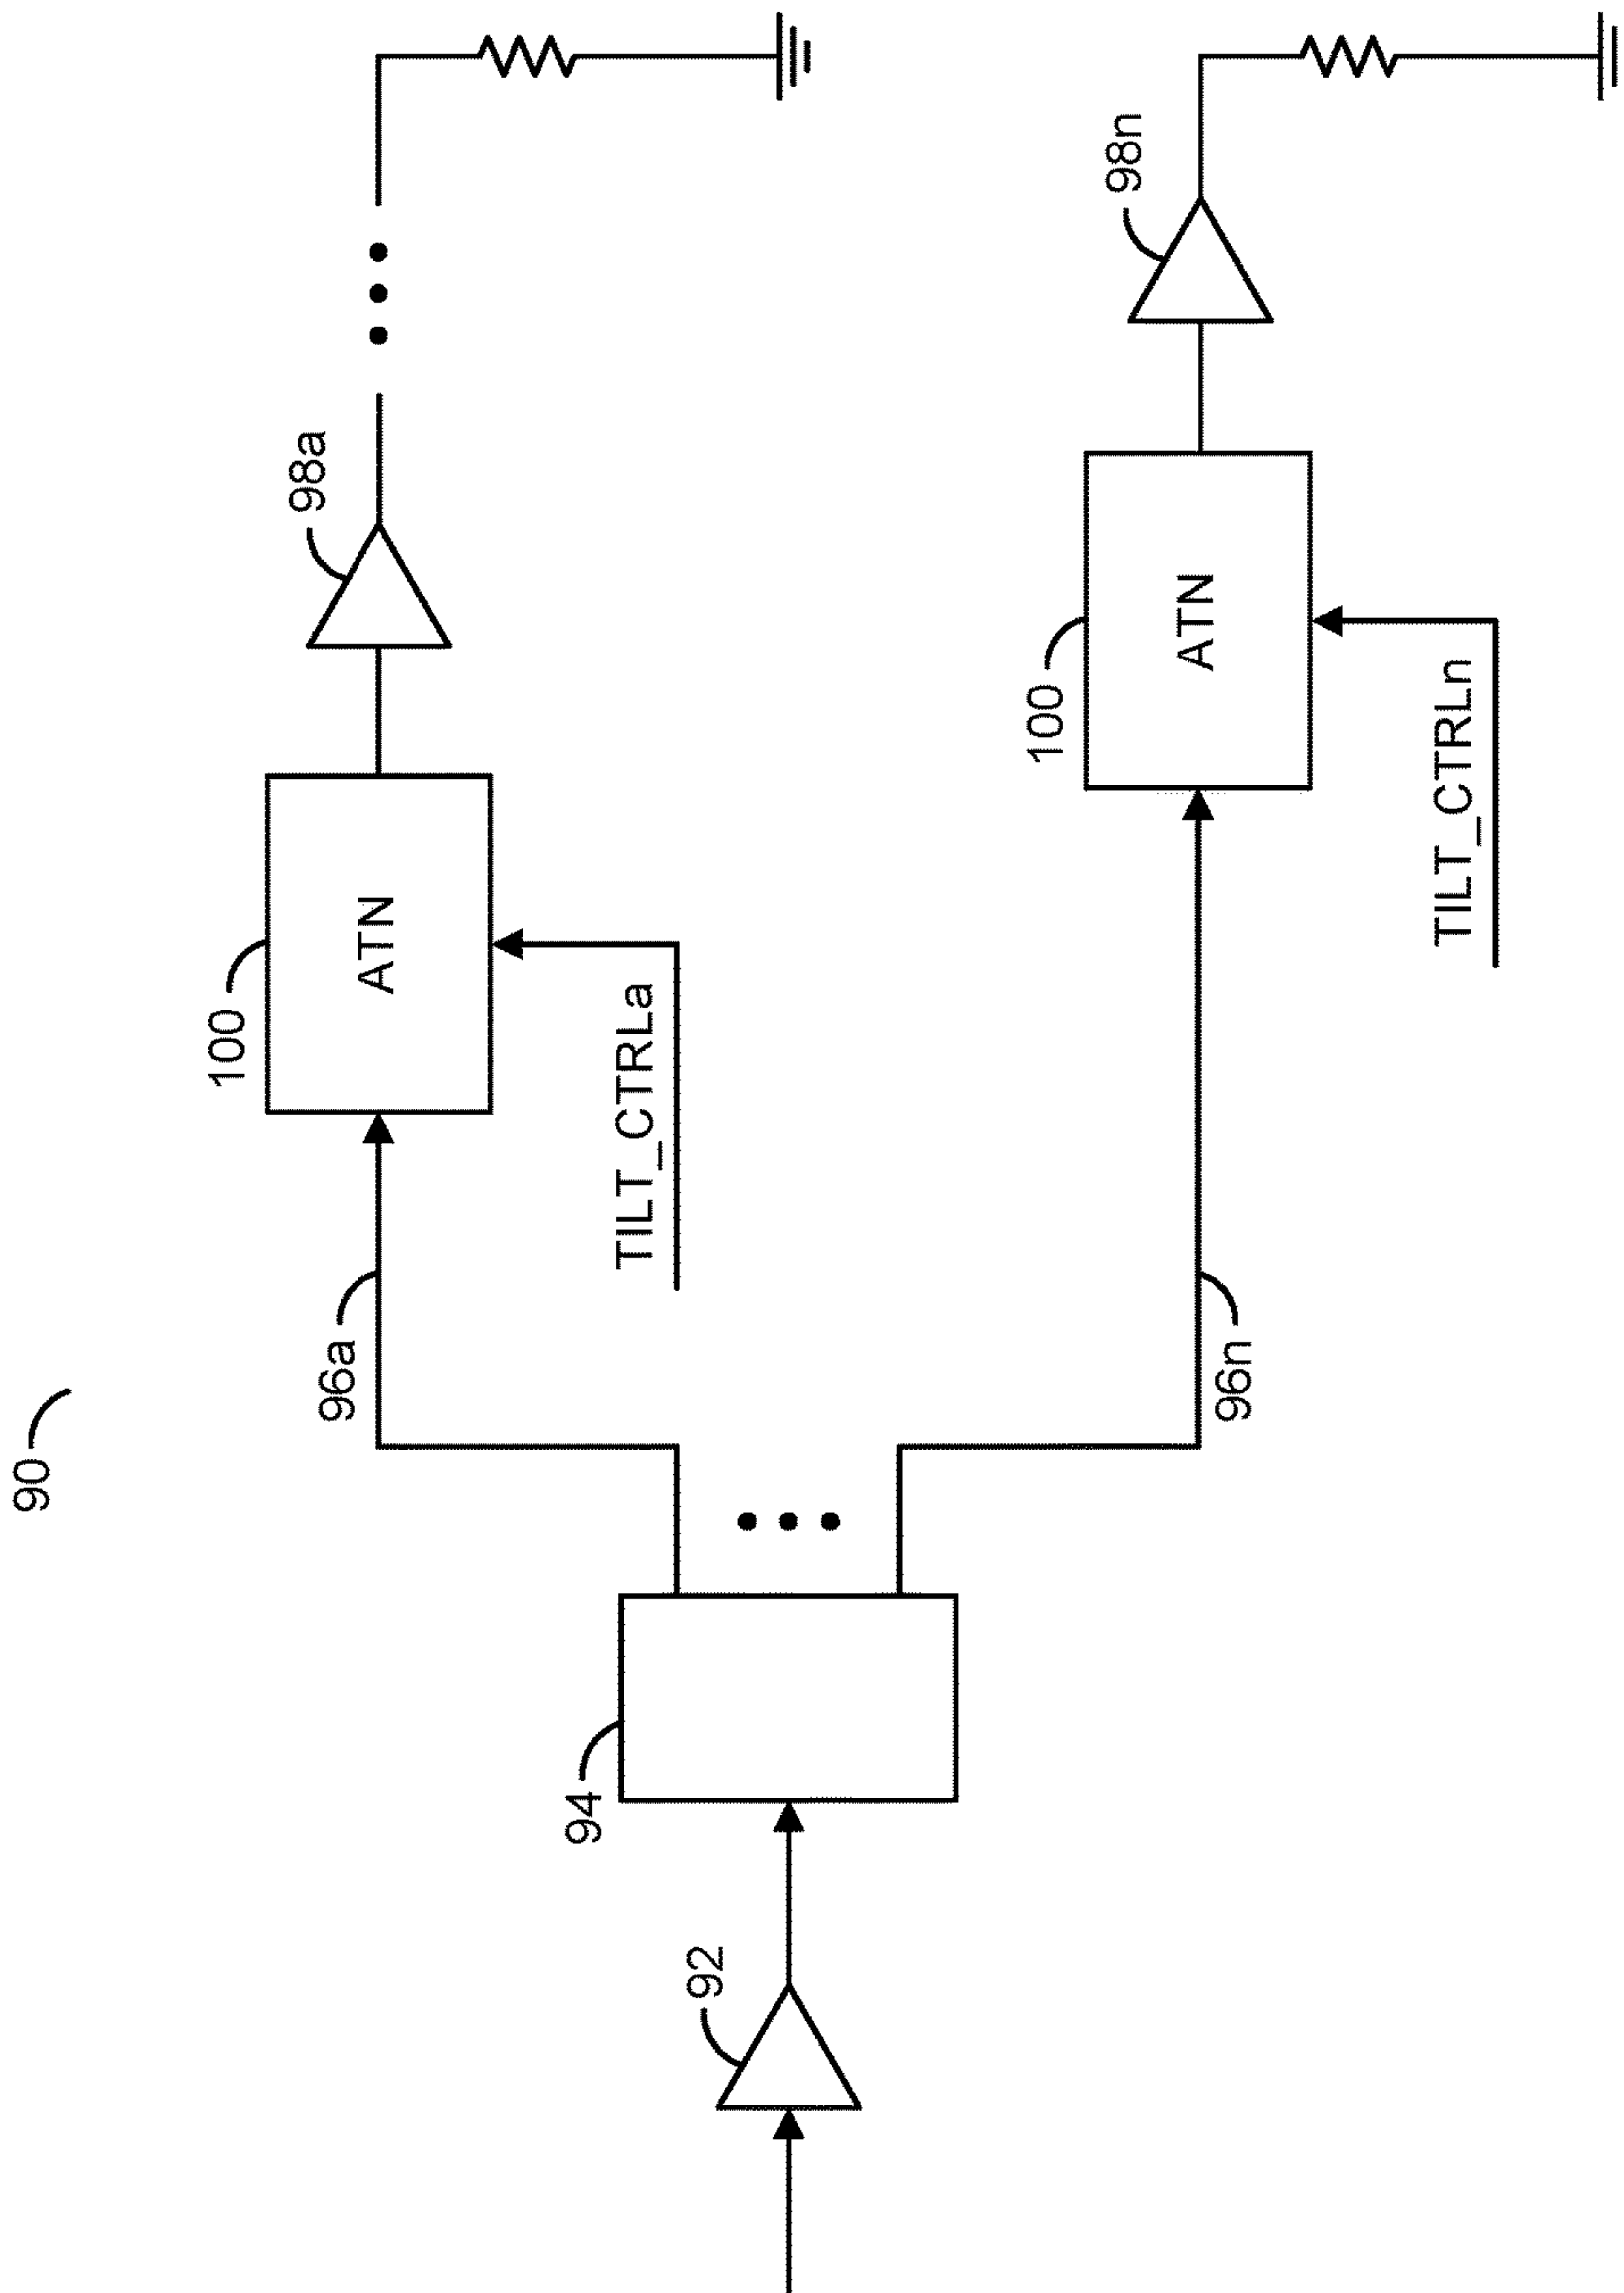 90
92
94
96a
100
ATN
TILT_CTRLa
98a
96n
100
ATN
TILT_CTRLn
98n